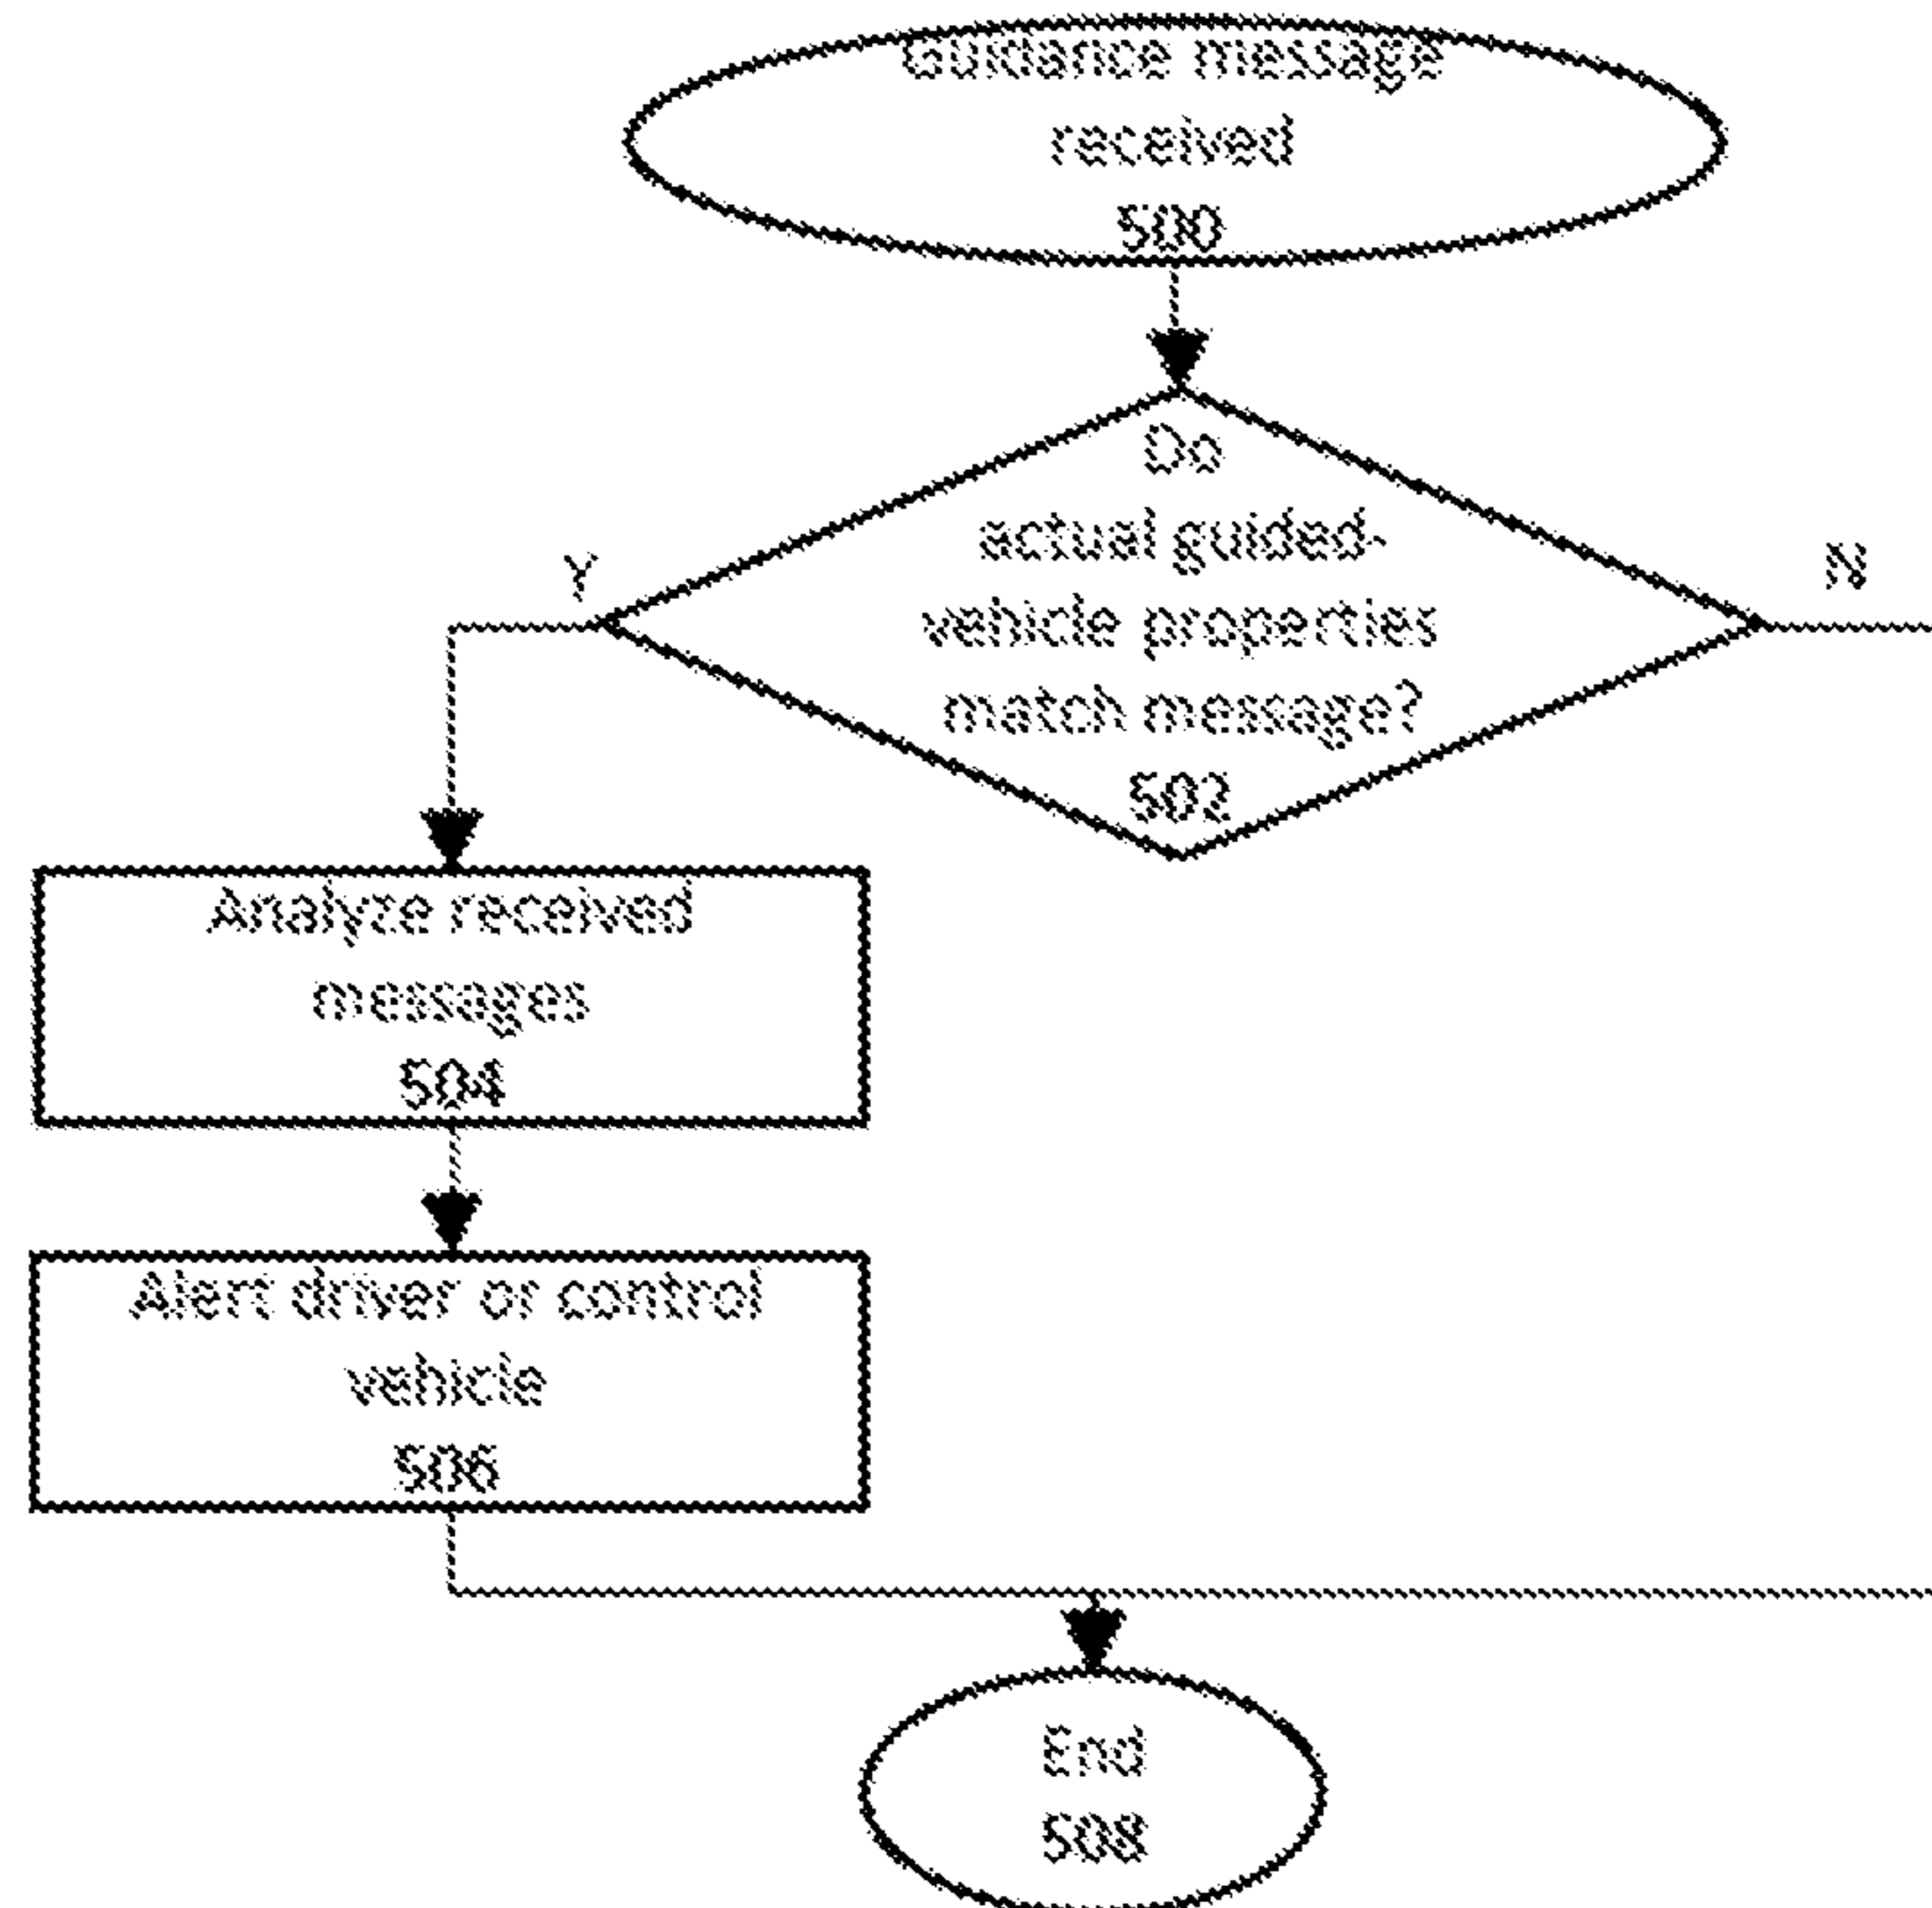 Guidance message
received
500
Do
actual guided-
vehicle properties
match message?
502
Y
N
Analyze received
messages
504
Alert driver or control
vehicle
506
End
508